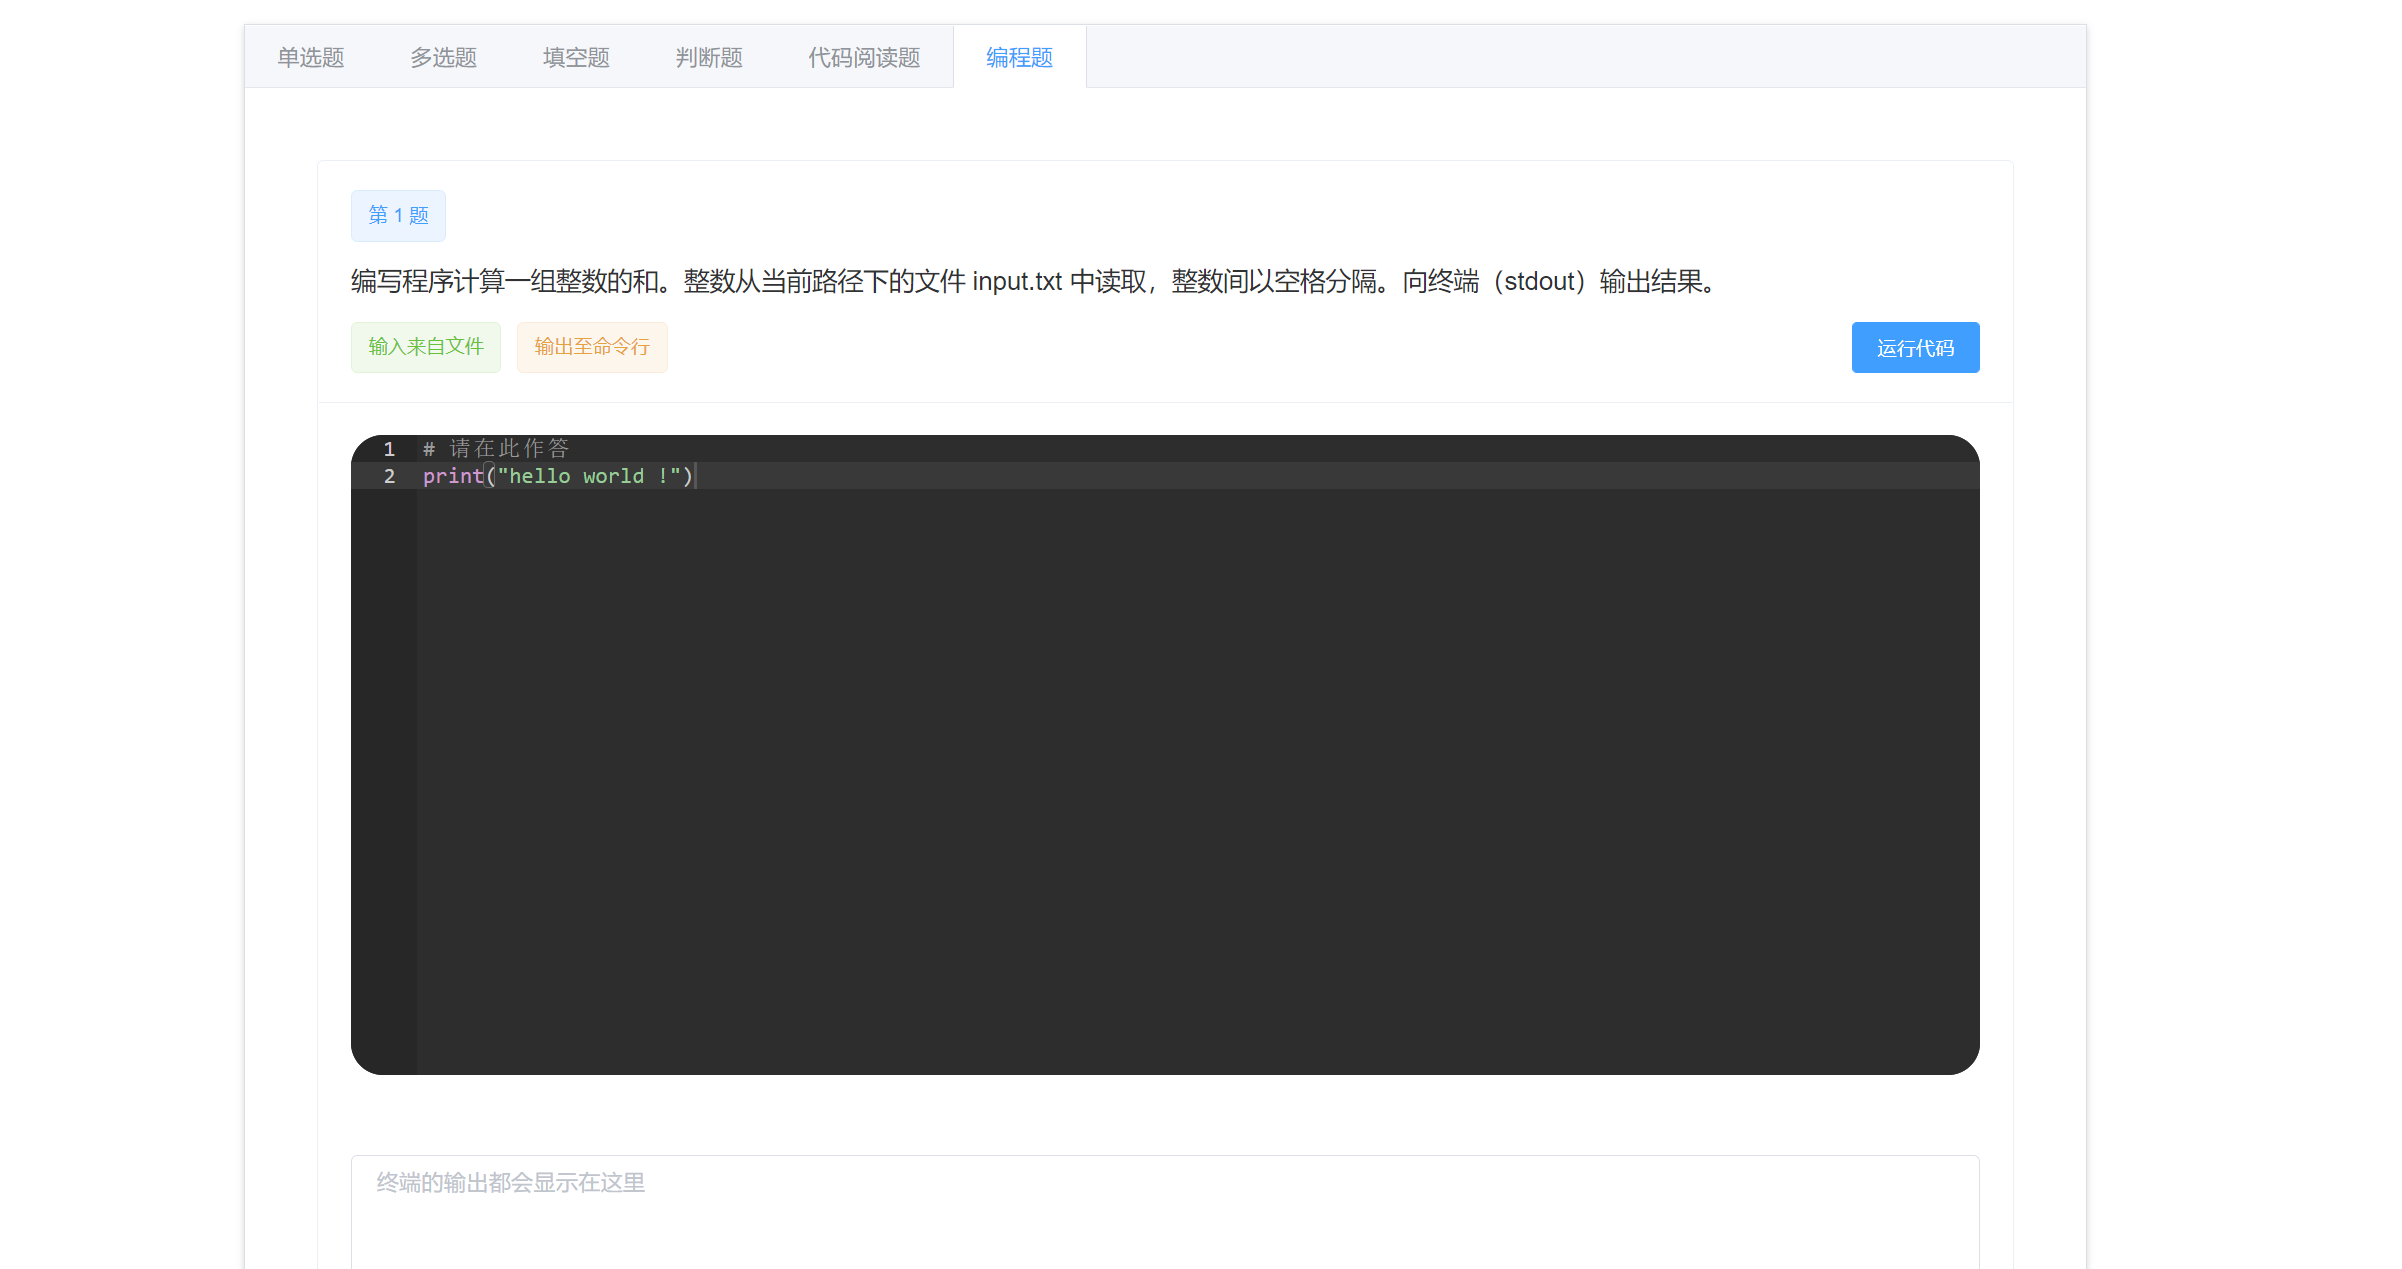 单选题 多选题 填空题 判断题 代码阅读题 编程题
第 1 题
编写程序计算一组整数的和。整数从当前路径下的文件 input.txt 中读取，整数间以空格分隔。向终端（stdout）输出结果。
输入来自文件 输出至命令行 运行代码
1 # 请在此作答
2 print("hello world !")
终端的输出都会显示在这里